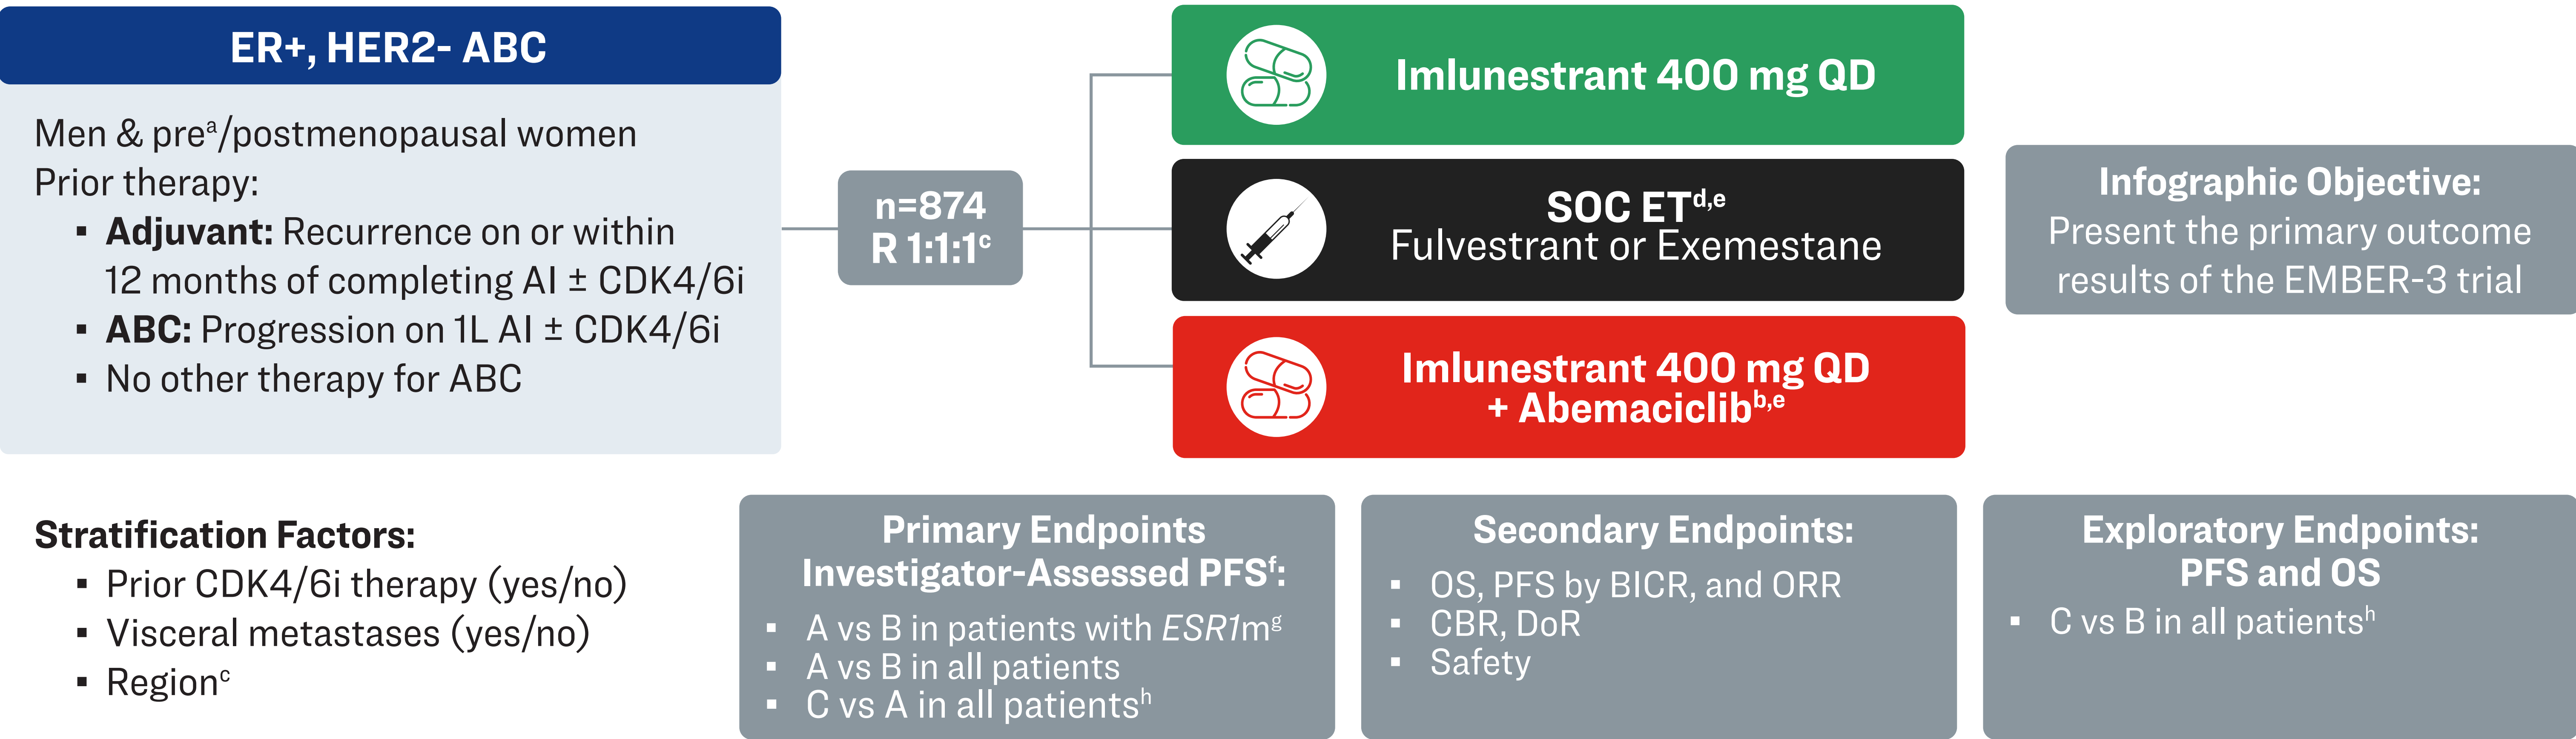 ER+, HER2- ABC
Men & preᵃ/postmenopausal women
Prior therapy:
▪ Adjuvant: Recurrence on or within
12 months of completing AI ± CDK4/6i
▪ ABC: Progression on 1L AI ± CDK4/6i
▪ No other therapy for ABC
n=874
R 1:1:1ᶜ
Imlunestrant 400 mg QD
SOC ETᵈ,ᵉ
Fulvestrant or Exemestane
Imlunestrant 400 mg QD
+ Abemaciclibᵇ,ᵉ
Infographic Objective:
Present the primary outcome
results of the EMBER-3 trial
Stratification Factors:
▪ Prior CDK4/6i therapy (yes/no)
▪ Visceral metastases (yes/no)
▪ Regionᶜ
Primary Endpoints
Investigator-Assessed PFSᶠ:
▪ A vs B in patients with ESR1mᵍ
▪ A vs B in all patients
▪ C vs A in all patientsʰ
Secondary Endpoints:
▪ OS, PFS by BICR, and ORR
▪ CBR, DoR
▪ Safety
Exploratory Endpoints:
PFS and OS
▪ C vs B in all patientsʰ